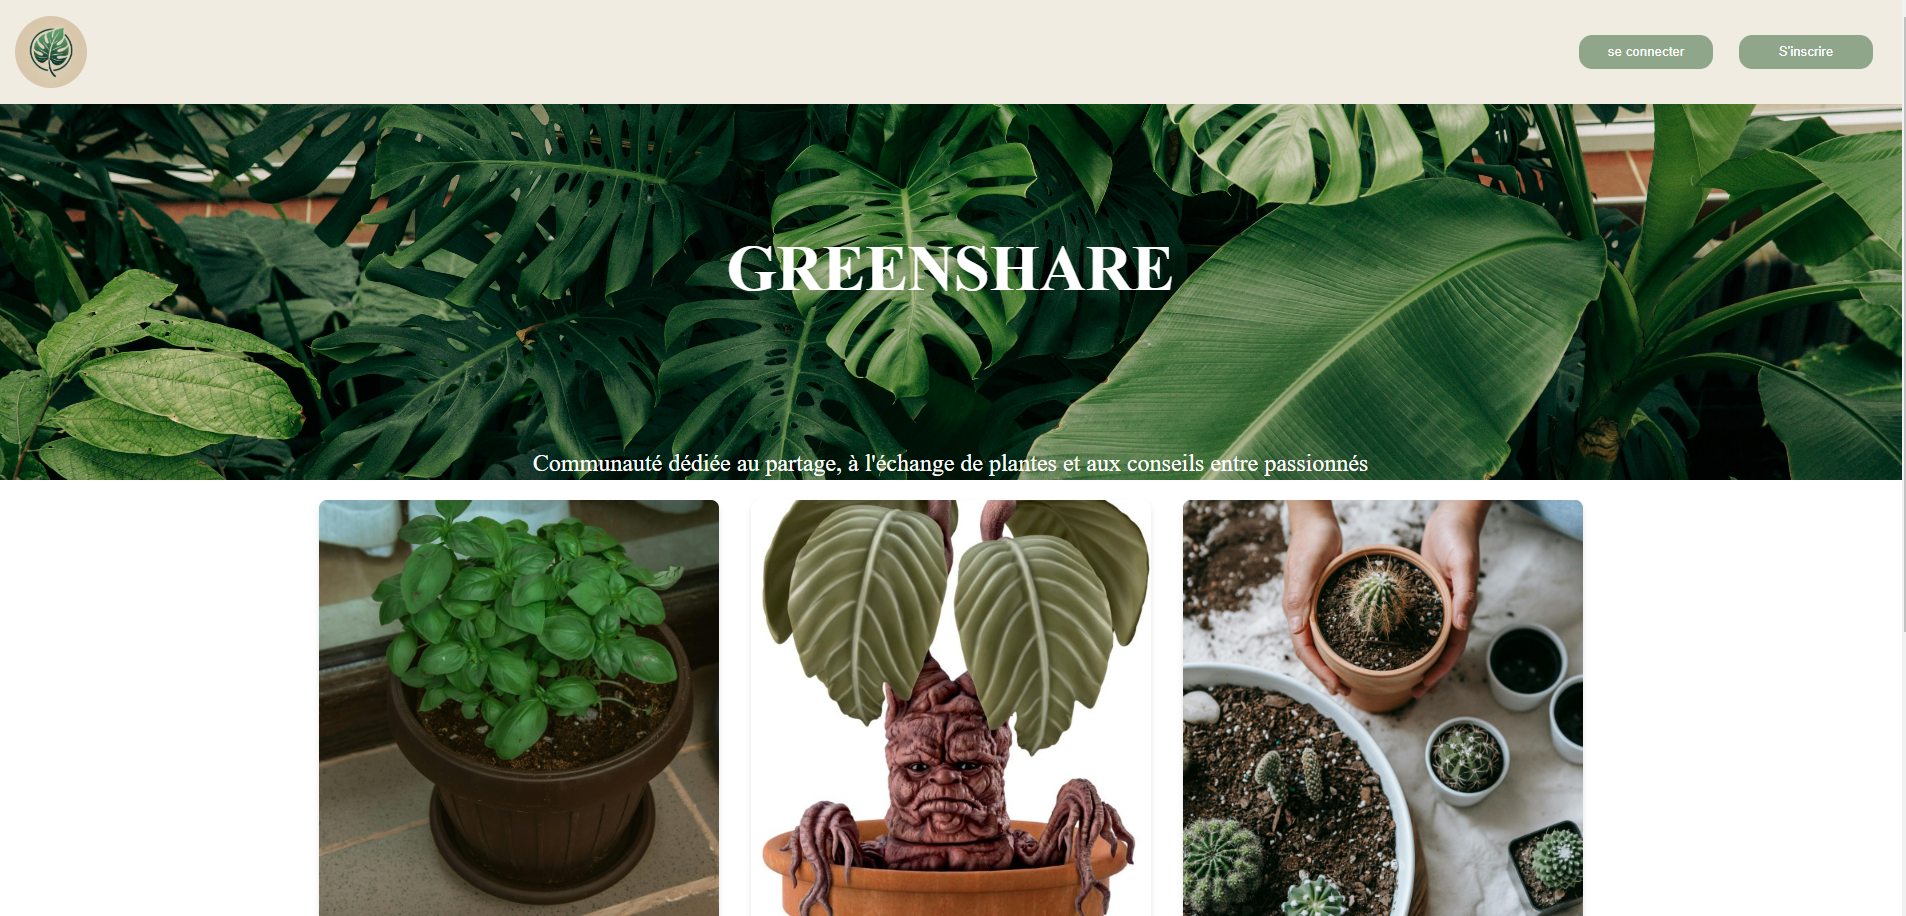 se connecter
S'inscrire
GREENSHARE
Communauté dédiée au partage, à l'échange de plantes et aux conseils entre passionnés